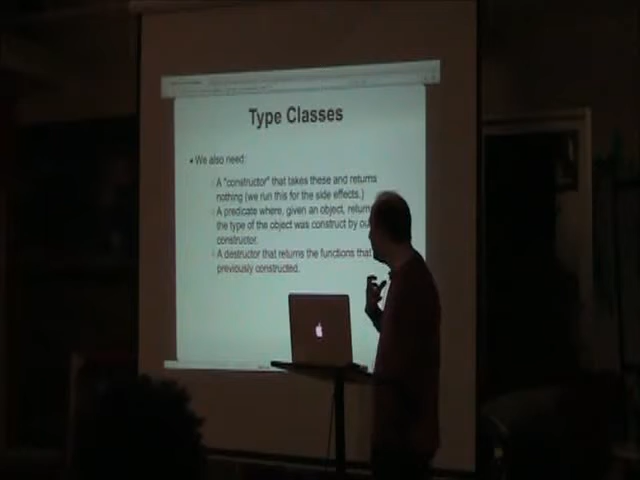 Type Classes
We also need:
A "constructor" that takes these and returns
nothing (we run this for the side effects.)
A predicate where, given an object, return
the type of the object was construct by
constructor.
A destructor that returns the functions that
previously constructed.